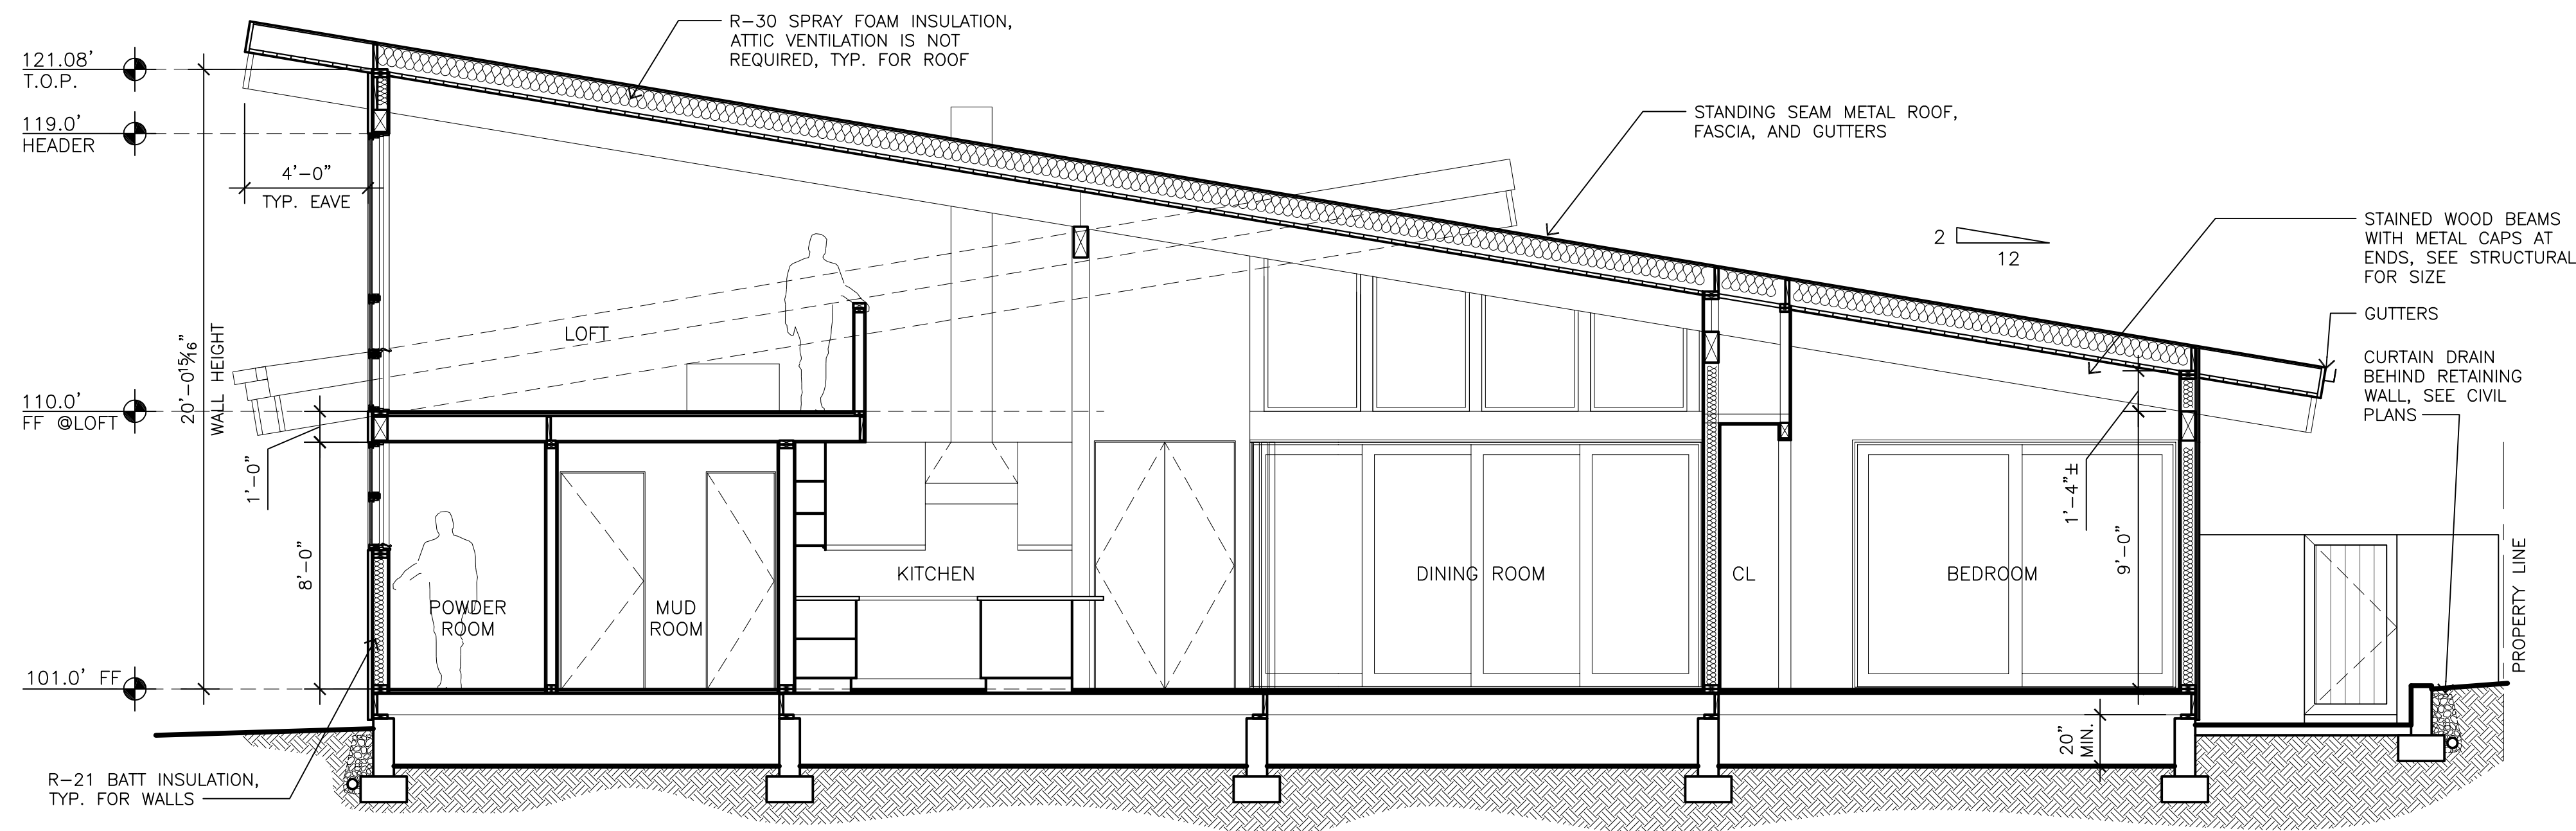 R-30 SPRAY FOAM INSULATION,
ATTIC VENTILATION IS NOT
REQUIRED, TYP. FOR ROOF
121.08'
T.O.P.
119.0'
HEADER
4'-0"
TYP. EAVE
STANDING SEAM METAL ROOF,
FASCIA, AND GUTTERS
2
12
STAINED WOOD BEAMS
WITH METAL CAPS AT
ENDS, SEE STRUCTURAL
FOR SIZE
GUTTERS
CURTAIN DRAIN
BEHIND RETAINING
WALL, SEE CIVIL
PLANS
20'-0 15/16"
WALL HEIGHT
LOFT
110.0'
FF @LOFT
1'-0"
8'-0"
1'-4"±
9'-0"
POWDER
ROOM
MUD
ROOM
KITCHEN
DINING ROOM
CL
BEDROOM
PROPERTY LINE
101.0' FF
20"
MIN.
R-21 BATT INSULATION,
TYP. FOR WALLS